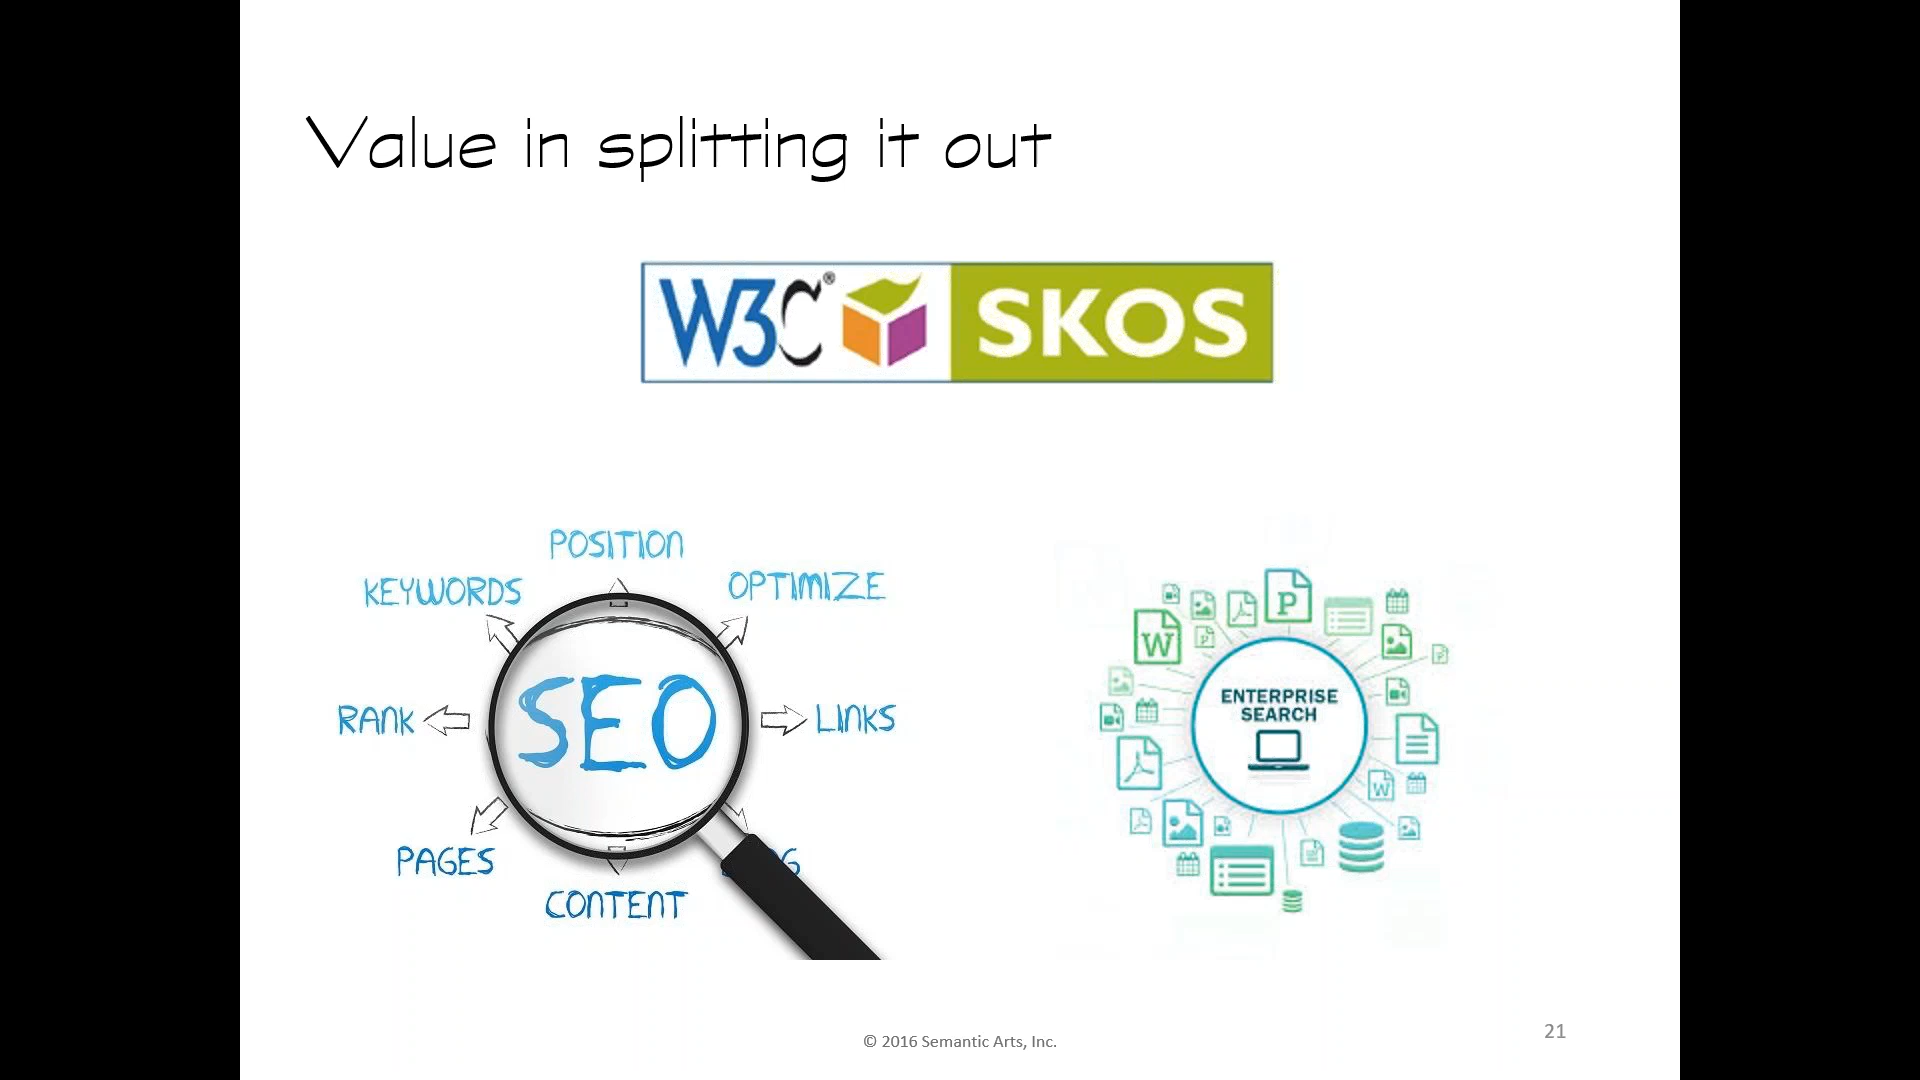 Value in splitting it out
W3C® SKOS
POSITION
KEYWORDS
OPTIMIZE
SEO
RANK
LINKS
PAGES
CONTENT
P
W
P
P
ENTERPRISE
SEARCH
W
© 2016 Semantic Arts, Inc.
21